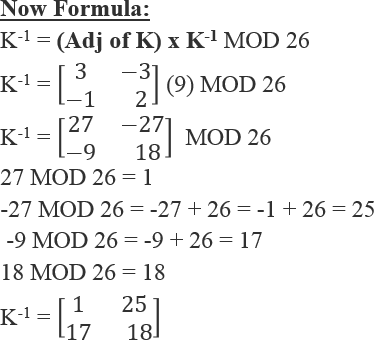 Now Formula:
K-1 = (Adj of K) x K-1 MOD 26
K-1 = [3 −3
−1 2] (9) MOD 26
K-1 = [27 −27
−9 18] MOD 26
27 MOD 26 = 1
-27 MOD 26 = -27 + 26 = -1 + 26 = 25
-9 MOD 26 = -9 + 26 = 17
18 MOD 26 = 18
K-1 = [1 25
17 18]